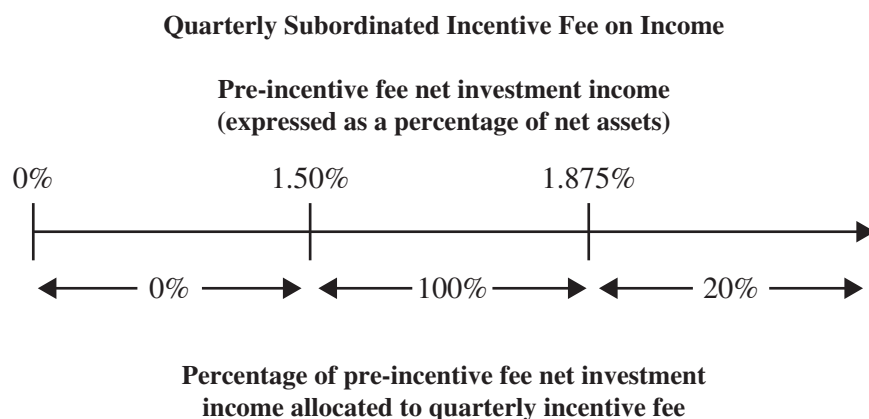 Quarterly Subordinated Incentive Fee on Income
Pre-incentive fee net investment income
(expressed as a percentage of net assets)
0% 1.50% 1.875%
0% 100% 20%
Percentage of pre-incentive fee net investment
income allocated to quarterly incentive fee